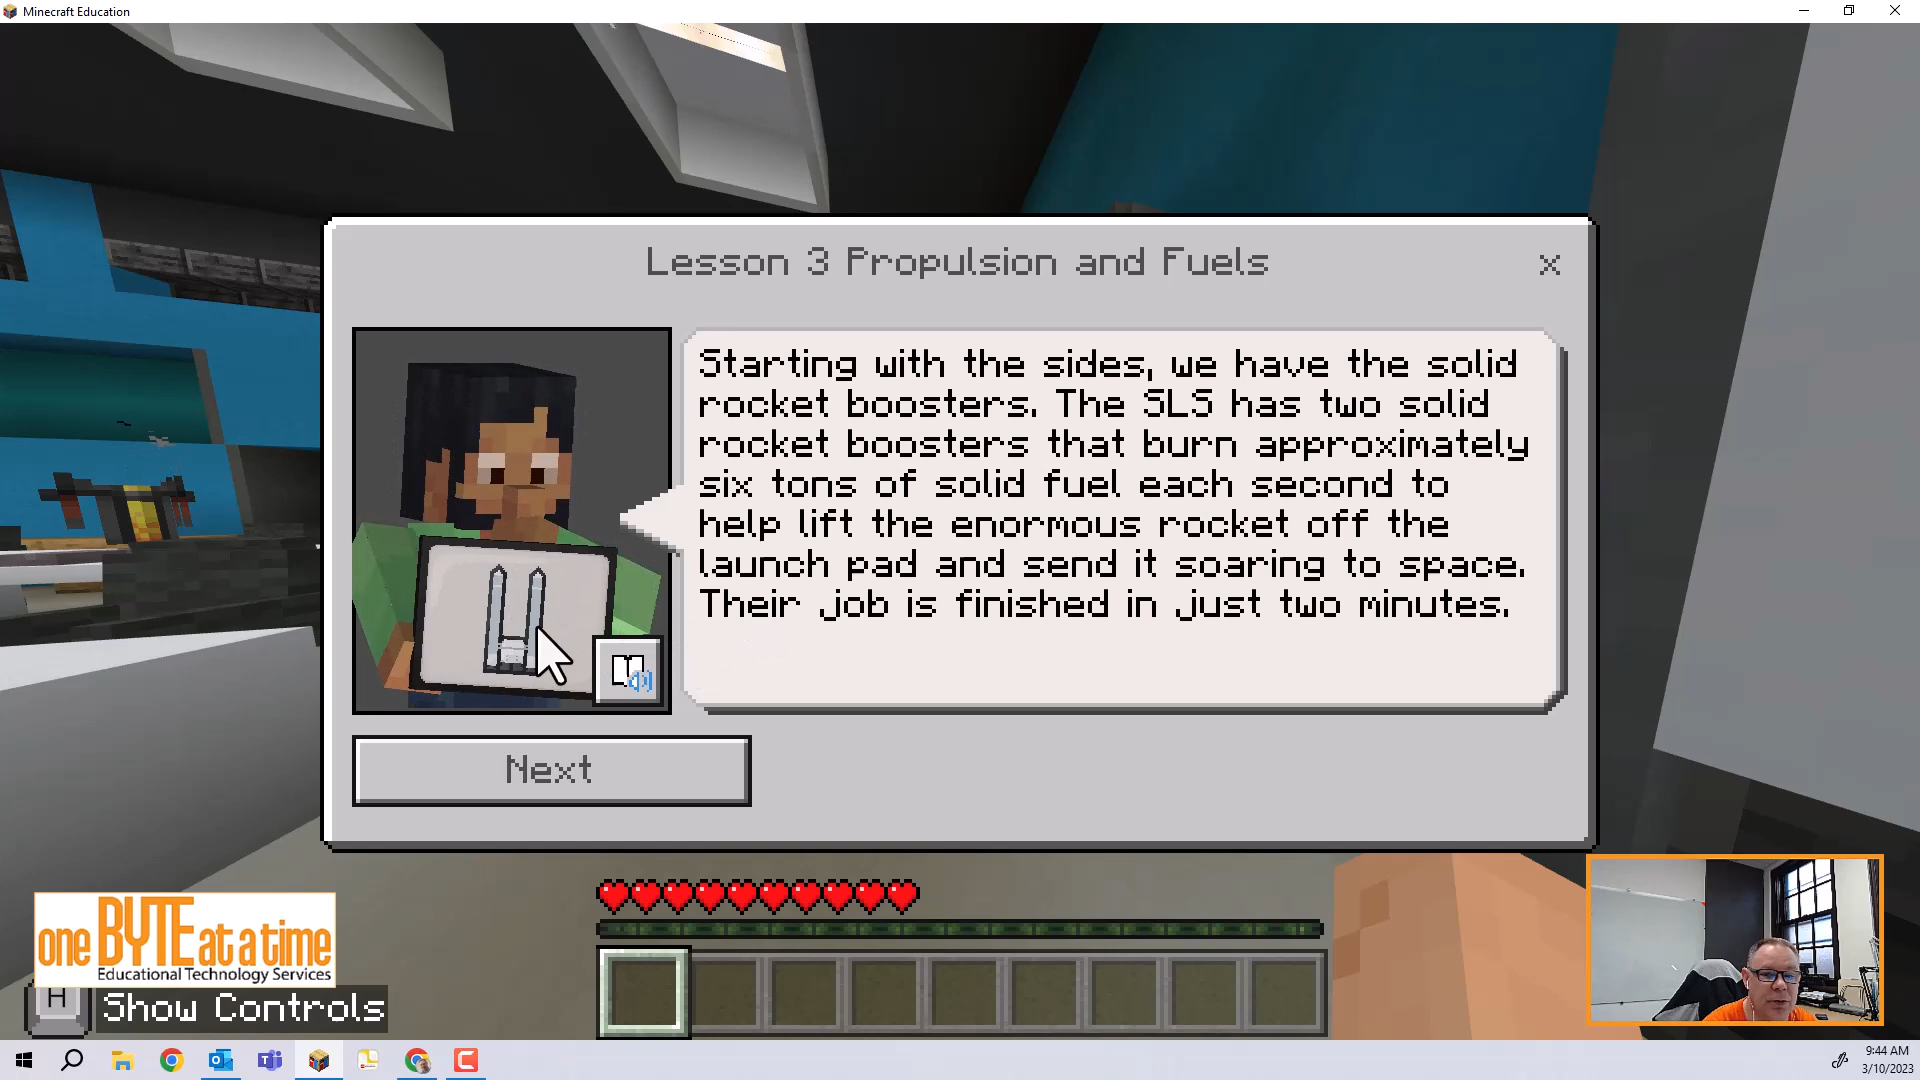 Minecraft Education
Lesson 3 Propulsion and Fuels
x
Starting with the sides, we have the solid
rocket boosters. The SLS has two solid
rocket boosters that burn approximately
six tons of solid fuel each second to
help lift the enormous rocket off the
launch pad and send it soaring to space.
Their job is finished in just two minutes.
Next
one BYTE at a time
Educational Technology Services
H
Show Controls
9:44 AM
3/10/2023